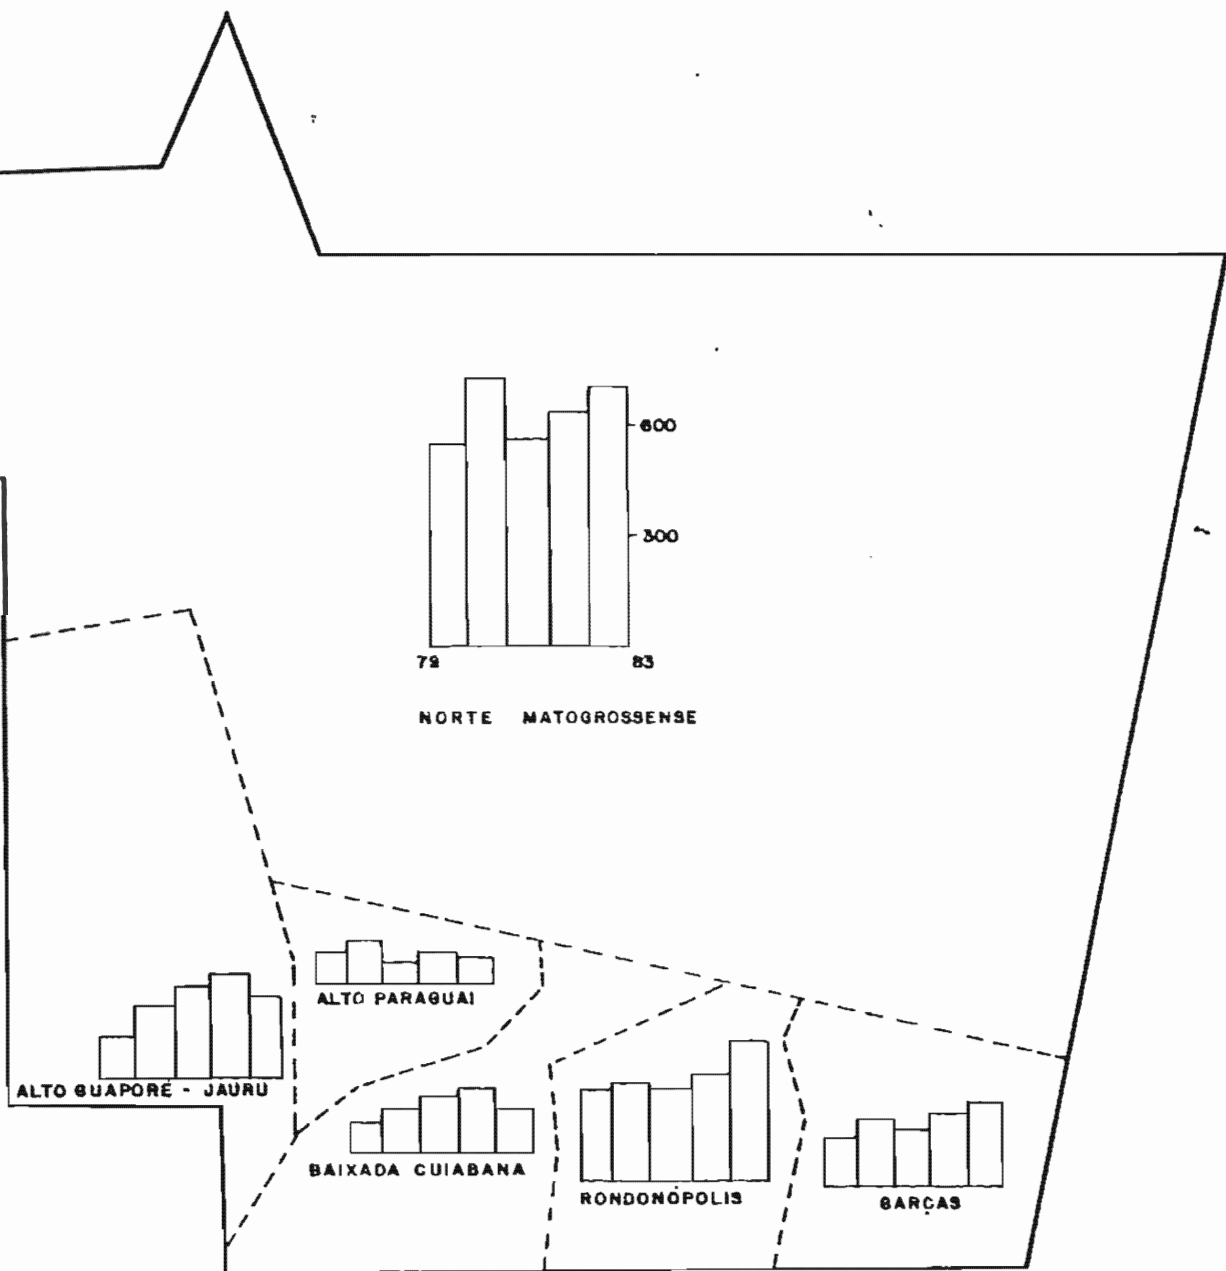 600
300
79 83
NORTE MATOGROSSENSE
ALTO PARAGUAI
ALTO GUAPORÉ - JAURU
BAIXADA CUIABANA
RONDONÓPOLIS
GARÇAS